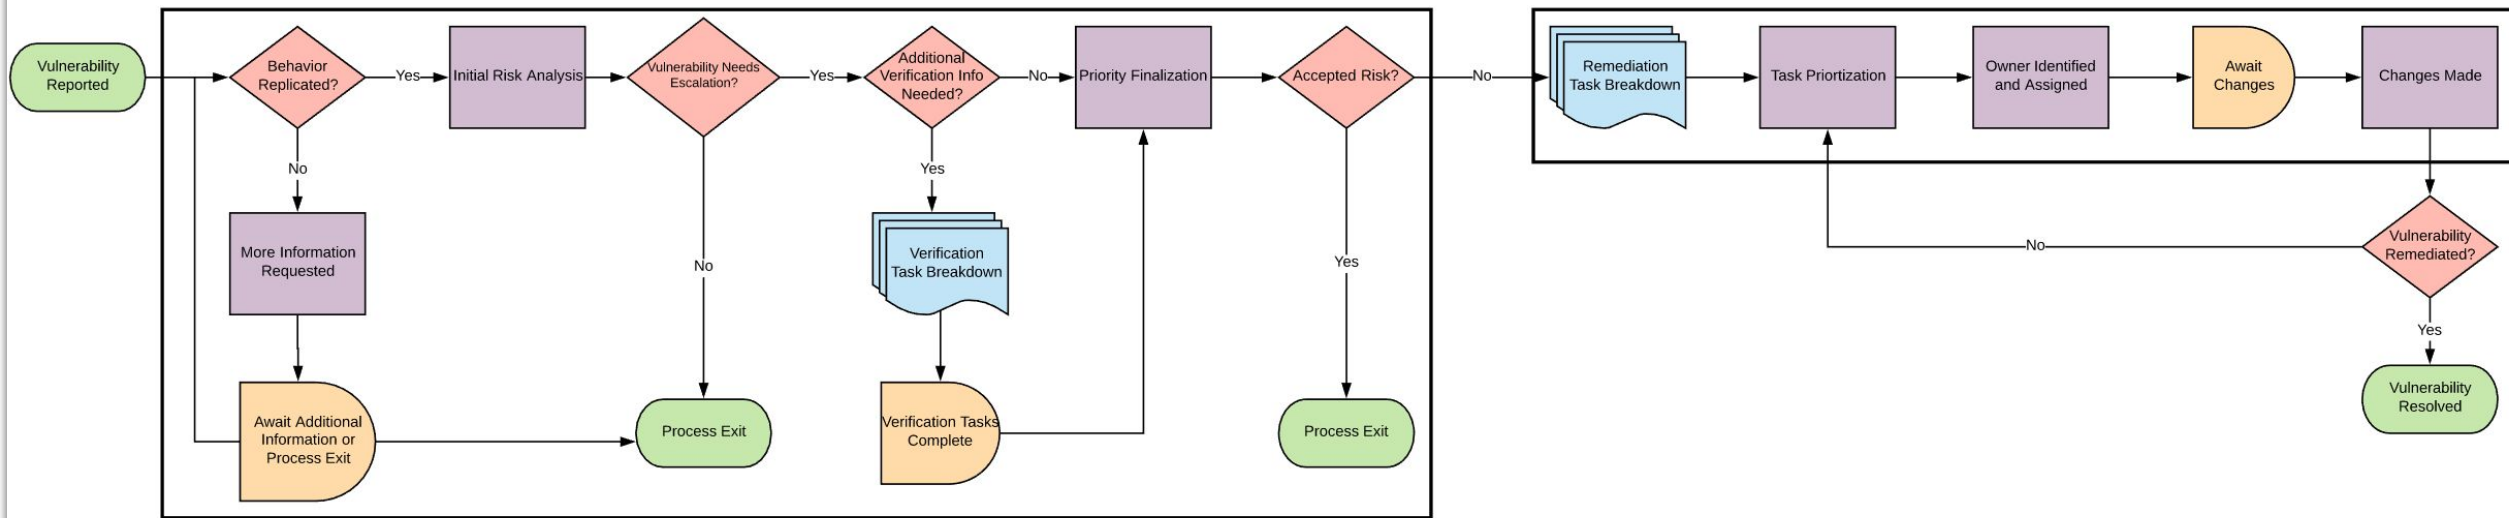 Vulnerability
Reported
Behavior
Replicated?
Yes
Initial Risk Analysis
Vulnerability Needs
Escalation?
Yes
Additional
Verification Info
Needed?
No
Priority Finalization
Accepted Risk?
No
Remediation
Task Breakdown
Task Priortization
Owner Identified
and Assigned
Await
Changes
Changes Made
No
Yes
More Information
Requested
No
Verification
Task Breakdown
Yes
No
Vulnerability
Remediated?
Yes
Await Additional
Information or
Process Exit
Process Exit
Verification Tasks
Complete
Process Exit
Vulnerability
Resolved